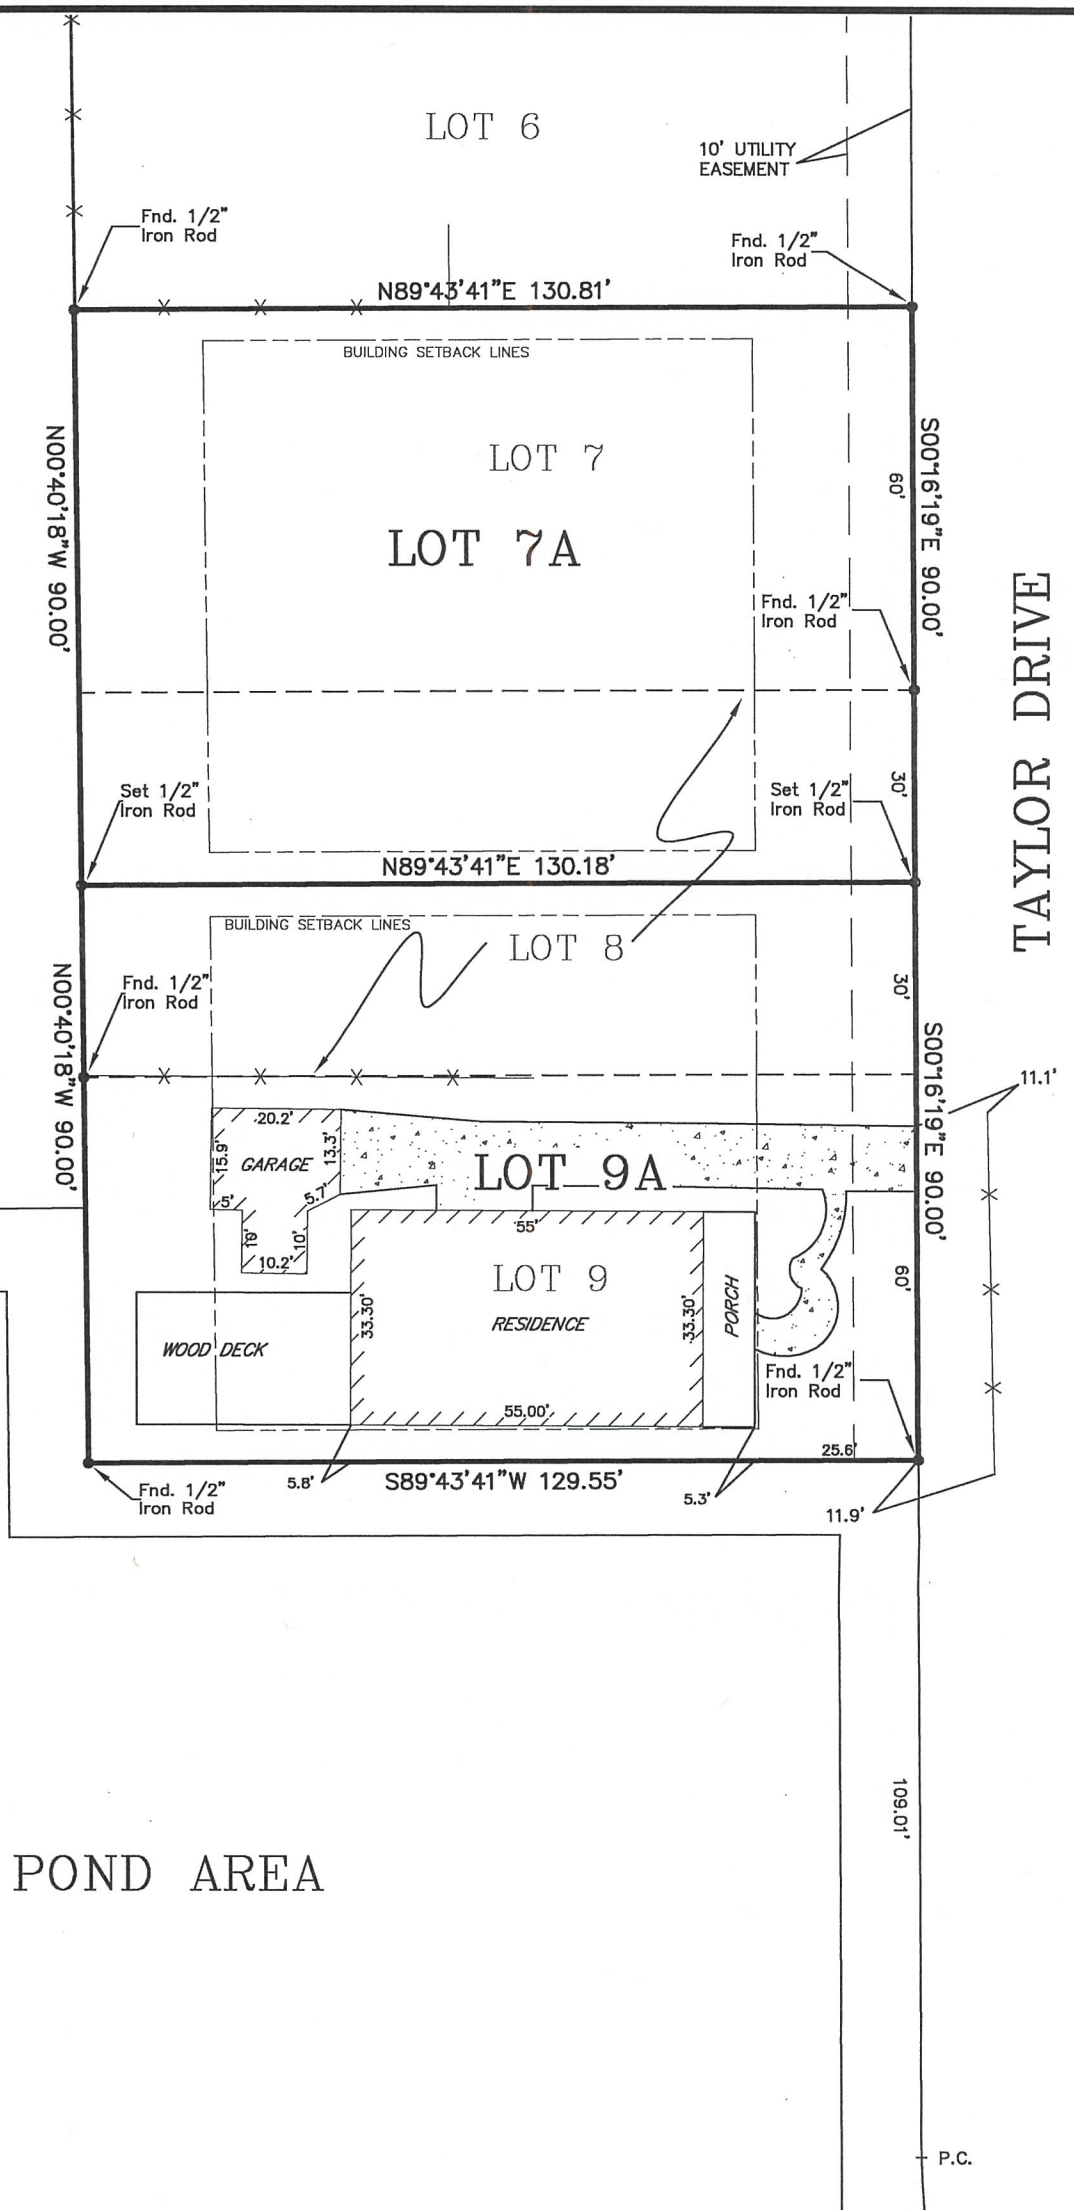 LOT 6
10' UTILITY
EASEMENT
Fnd. 1/2"
Iron Rod
Fnd. 1/2"
Iron Rod
N89°43'41"E 130.81'
BUILDING SETBACK LINES
N00°40'18"W 90.00'
LOT 7
S00°16'19"E 90.00'
60'
LOT 7A
Fnd. 1/2"
Iron Rod
TAYLOR DRIVE
Set 1/2"
Iron Rod
Set 1/2"
Iron Rod
30'
N89°43'41"E 130.18'
BUILDING SETBACK LINES
LOT 8
N00°40'18"W 90.00'
Fnd. 1/2"
Iron Rod
30'
S00°16'19"E 90.00'
11.1'
20.2'
15.9'
GARAGE
13.3'
LOT 9A
5'
5.7'
55'
10'
10'
10.2'
LOT 9
60'
33.30'
RESIDENCE
33.30'
PORCH
WOOD DECK
Fnd. 1/2"
Iron Rod
55.00'
25.6'
5.8'
S89°43'41"W 129.55'
5.3'
Fnd. 1/2"
Iron Rod
11.9'
109.01'
POND AREA
P.C.